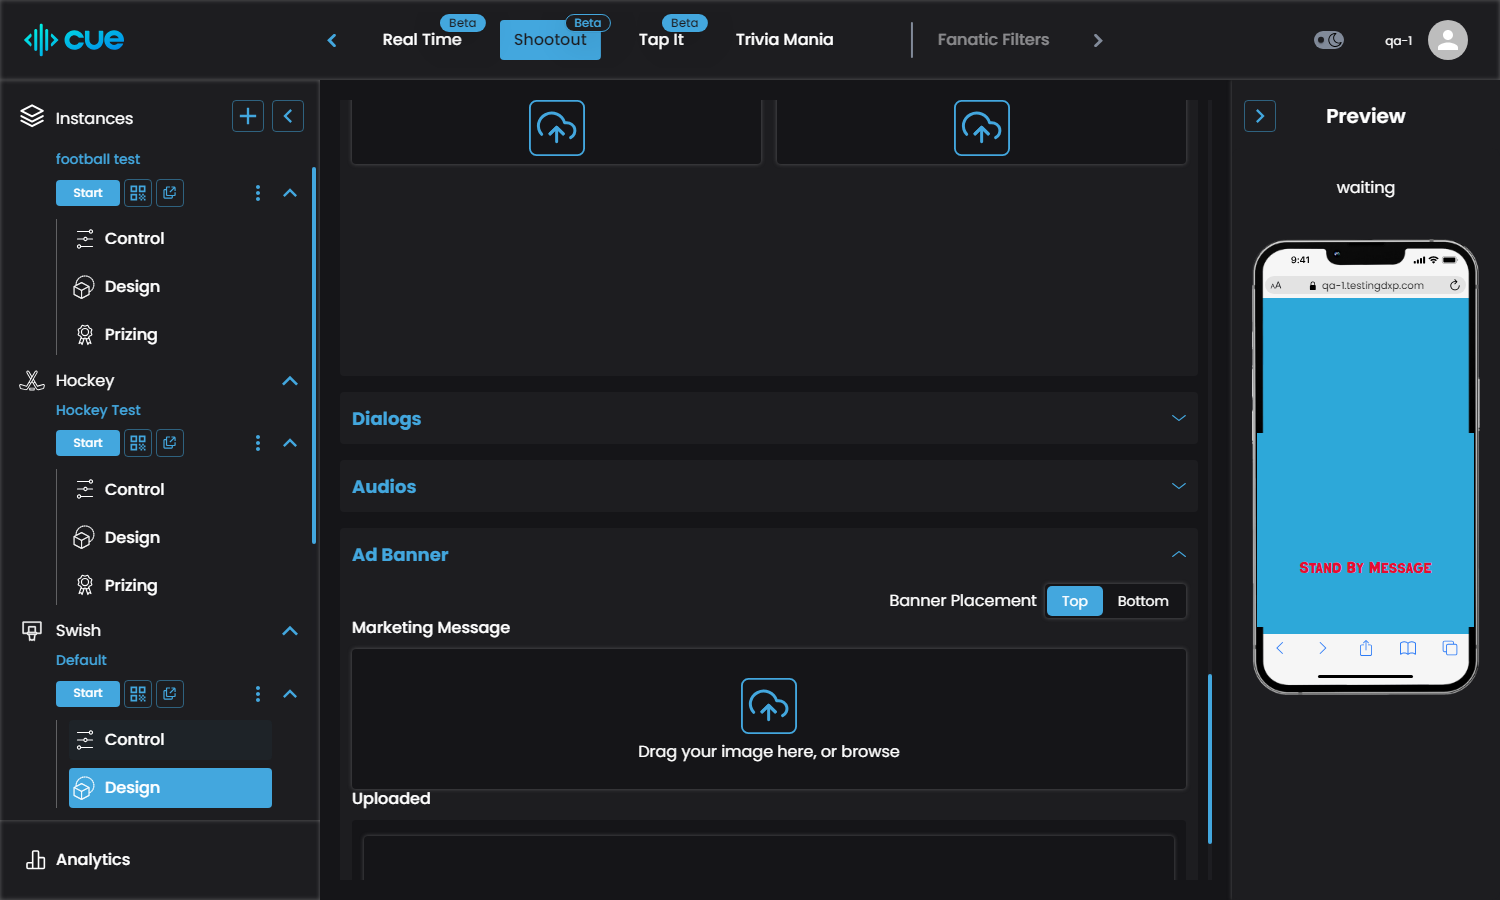 cue
Real Time
Beta
Shootout
Beta
Tap It
Beta
Trivia Mania
Fanatic Filters
qa-1
Instances
football test
Start
Control
Design
Prizing
Hockey
Hockey Test
Start
Control
Design
Prizing
Swish
Default
Start
Control
Design
Analytics
Dialogs
Audios
Ad Banner
Banner Placement
Top
Bottom
Marketing Message
Drag your image here, or browse
Uploaded
Preview
waiting
9:41
AA
qa-1.testingdxp.com
Stand By Message